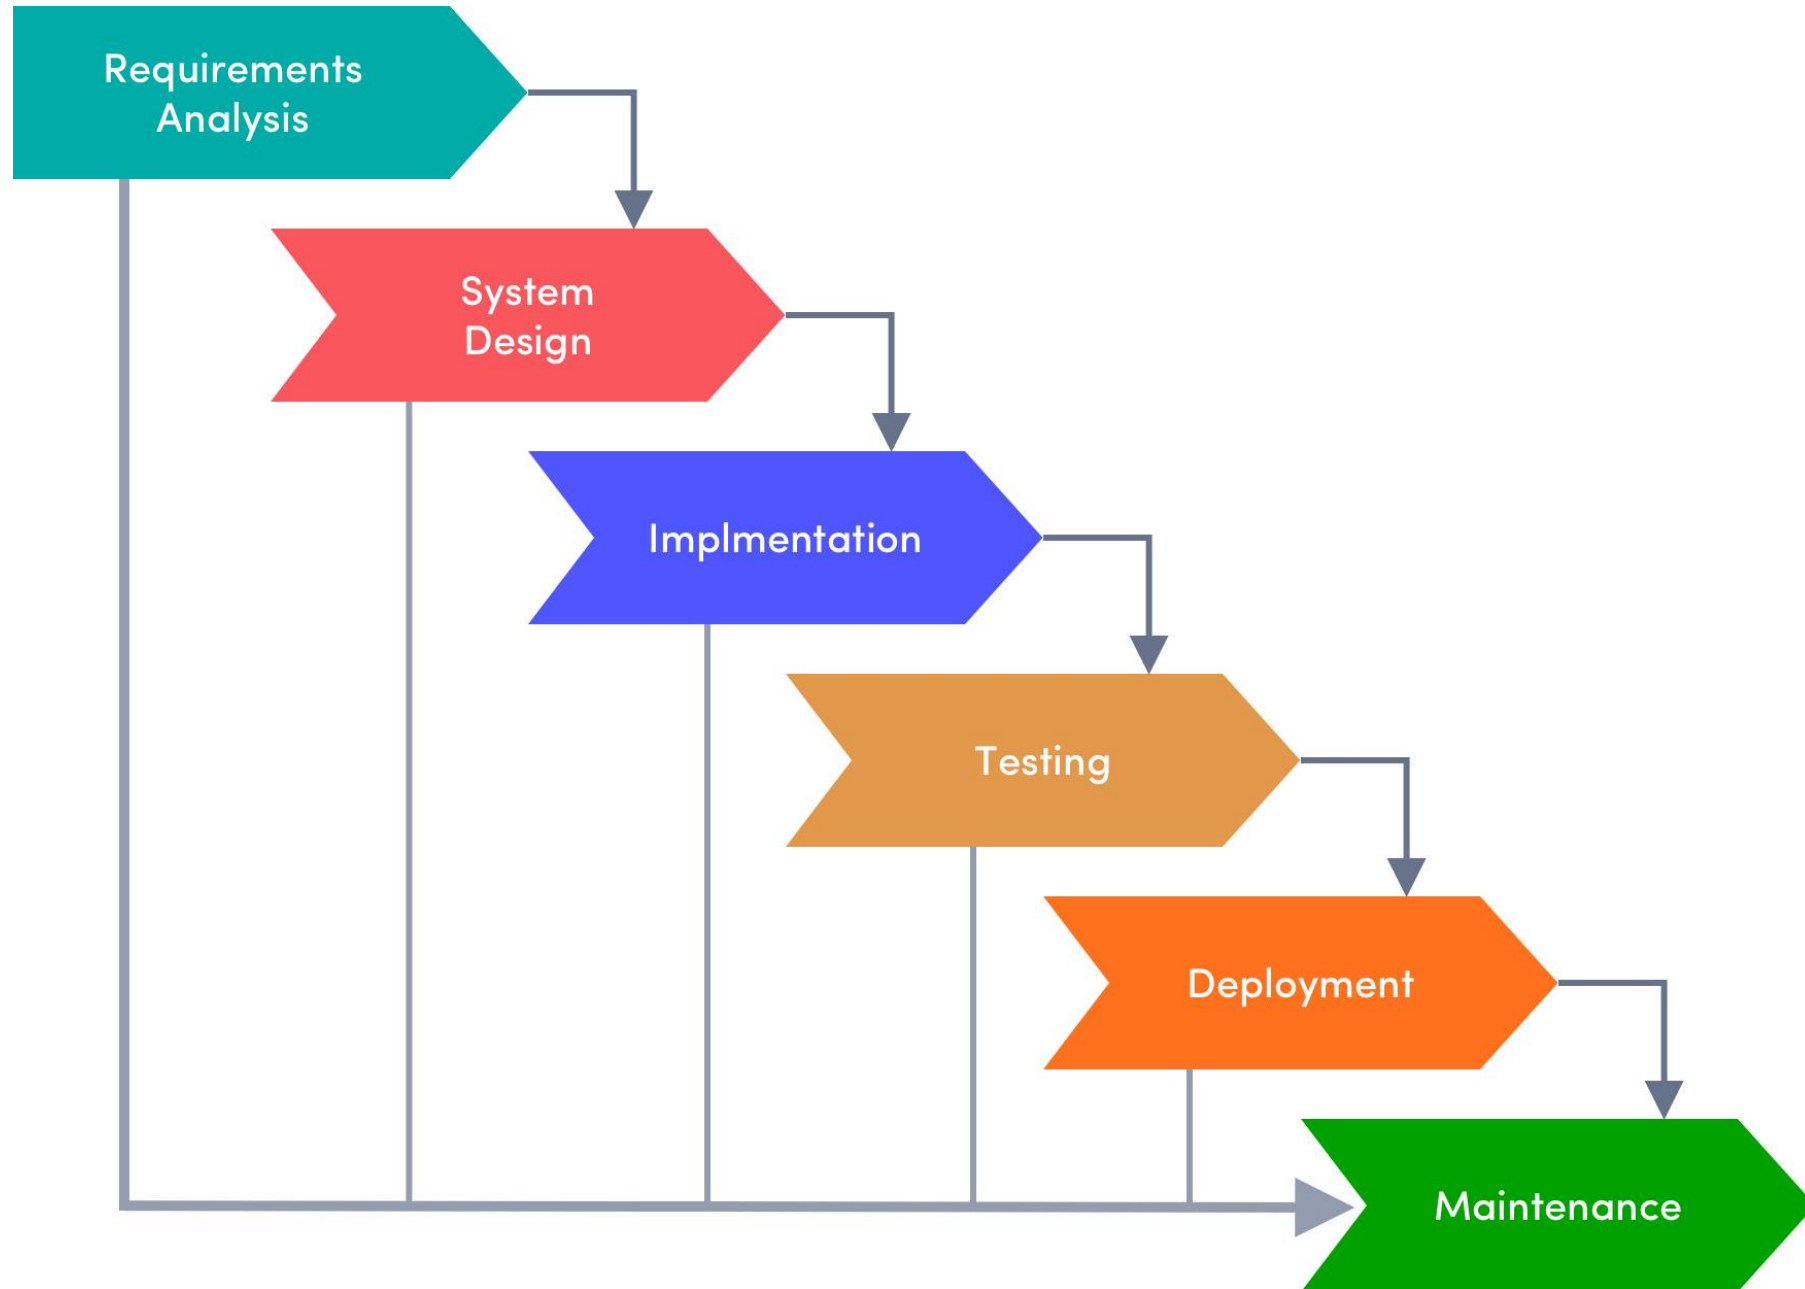 Requirements
Analysis
System
Design
Implmentation
Testing
Deployment
Maintenance